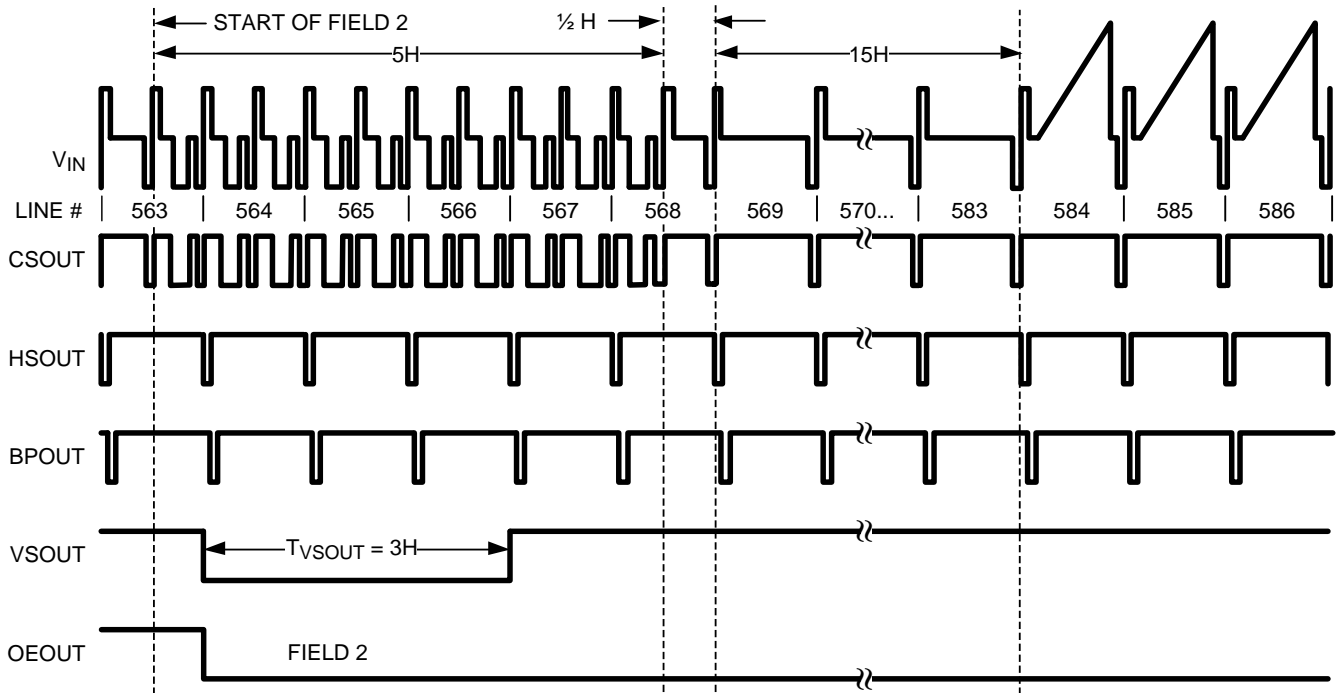 START OF FIELD 2 ½ H
5H 15H
VIN
LINE # | 563 | 564 | 565 | 566 | 567 | 568 | 569 | 570... | 583 | 584 | 585 | 586 |
CSOUT
HSOUT
BPOUT
VSOUT TVSOUT = 3H
OEOUT FIELD 2